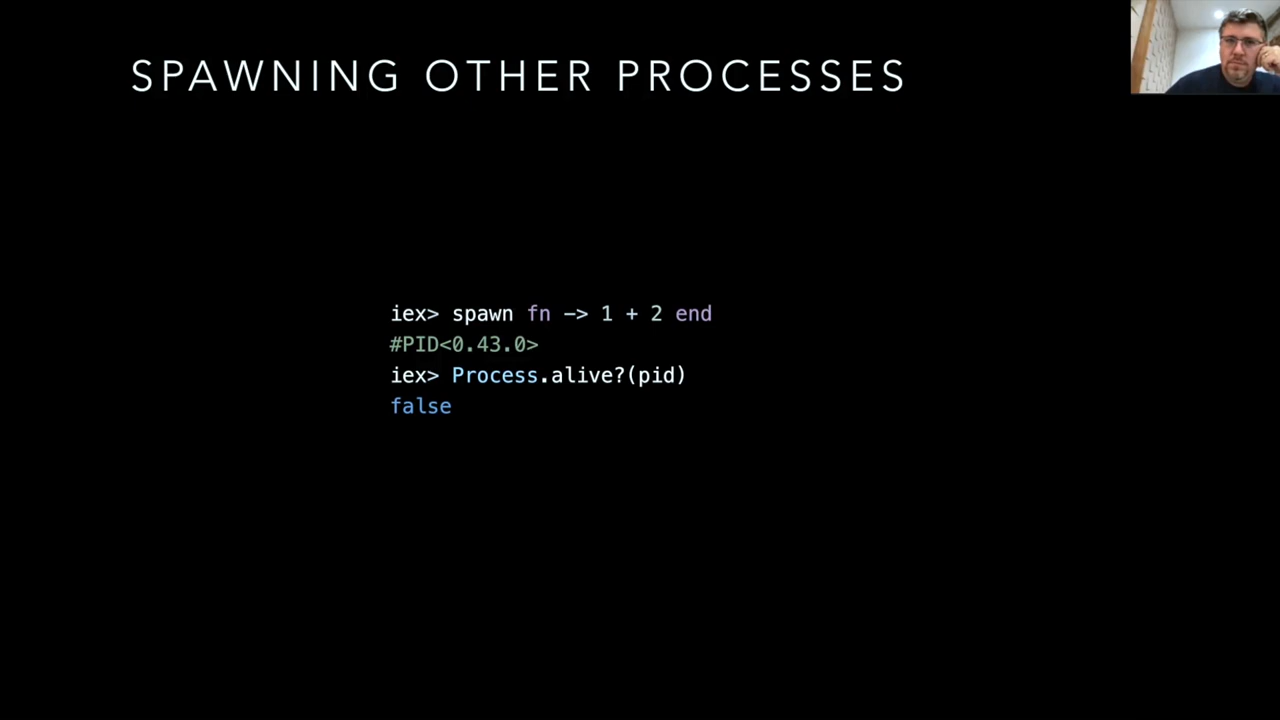 SPAWNING OTHER PROCESSES
iex> spawn fn -> 1 + 2 end
#PID<0.43.0>
iex> Process.alive?(pid)
false